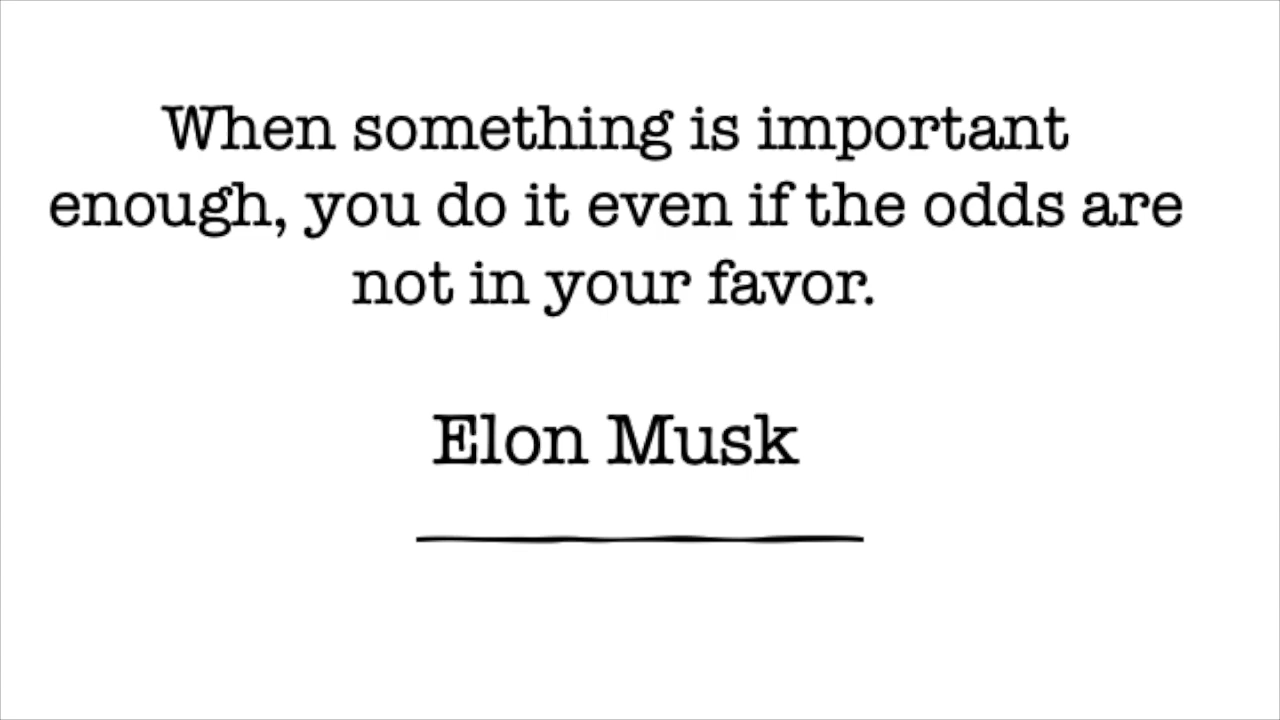 When something is important
enough, you do it even if the odds are
not in your favor.
Elon Musk